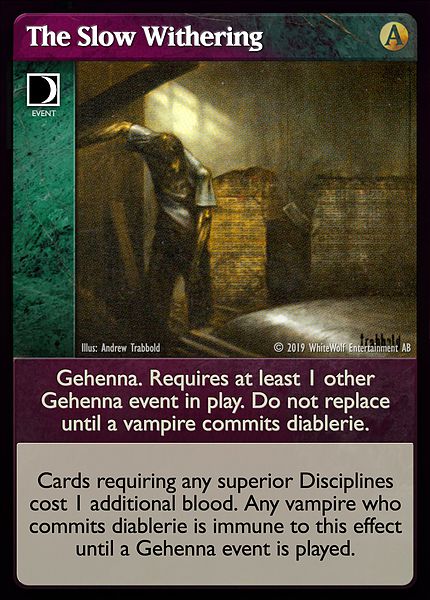 The Slow Withering
A
EVENT
Trabbold
Illus: Andrew Trabbold
© 2019 WhiteWolf Entertainment AB
Gehenna. Requires at least 1 other
Gehenna event in play. Do not replace
until a vampire commits diablerie.
Cards requiring any superior Disciplines
cost 1 additional blood. Any vampire who
commits diablerie is immune to this effect
until a Gehenna event is played.